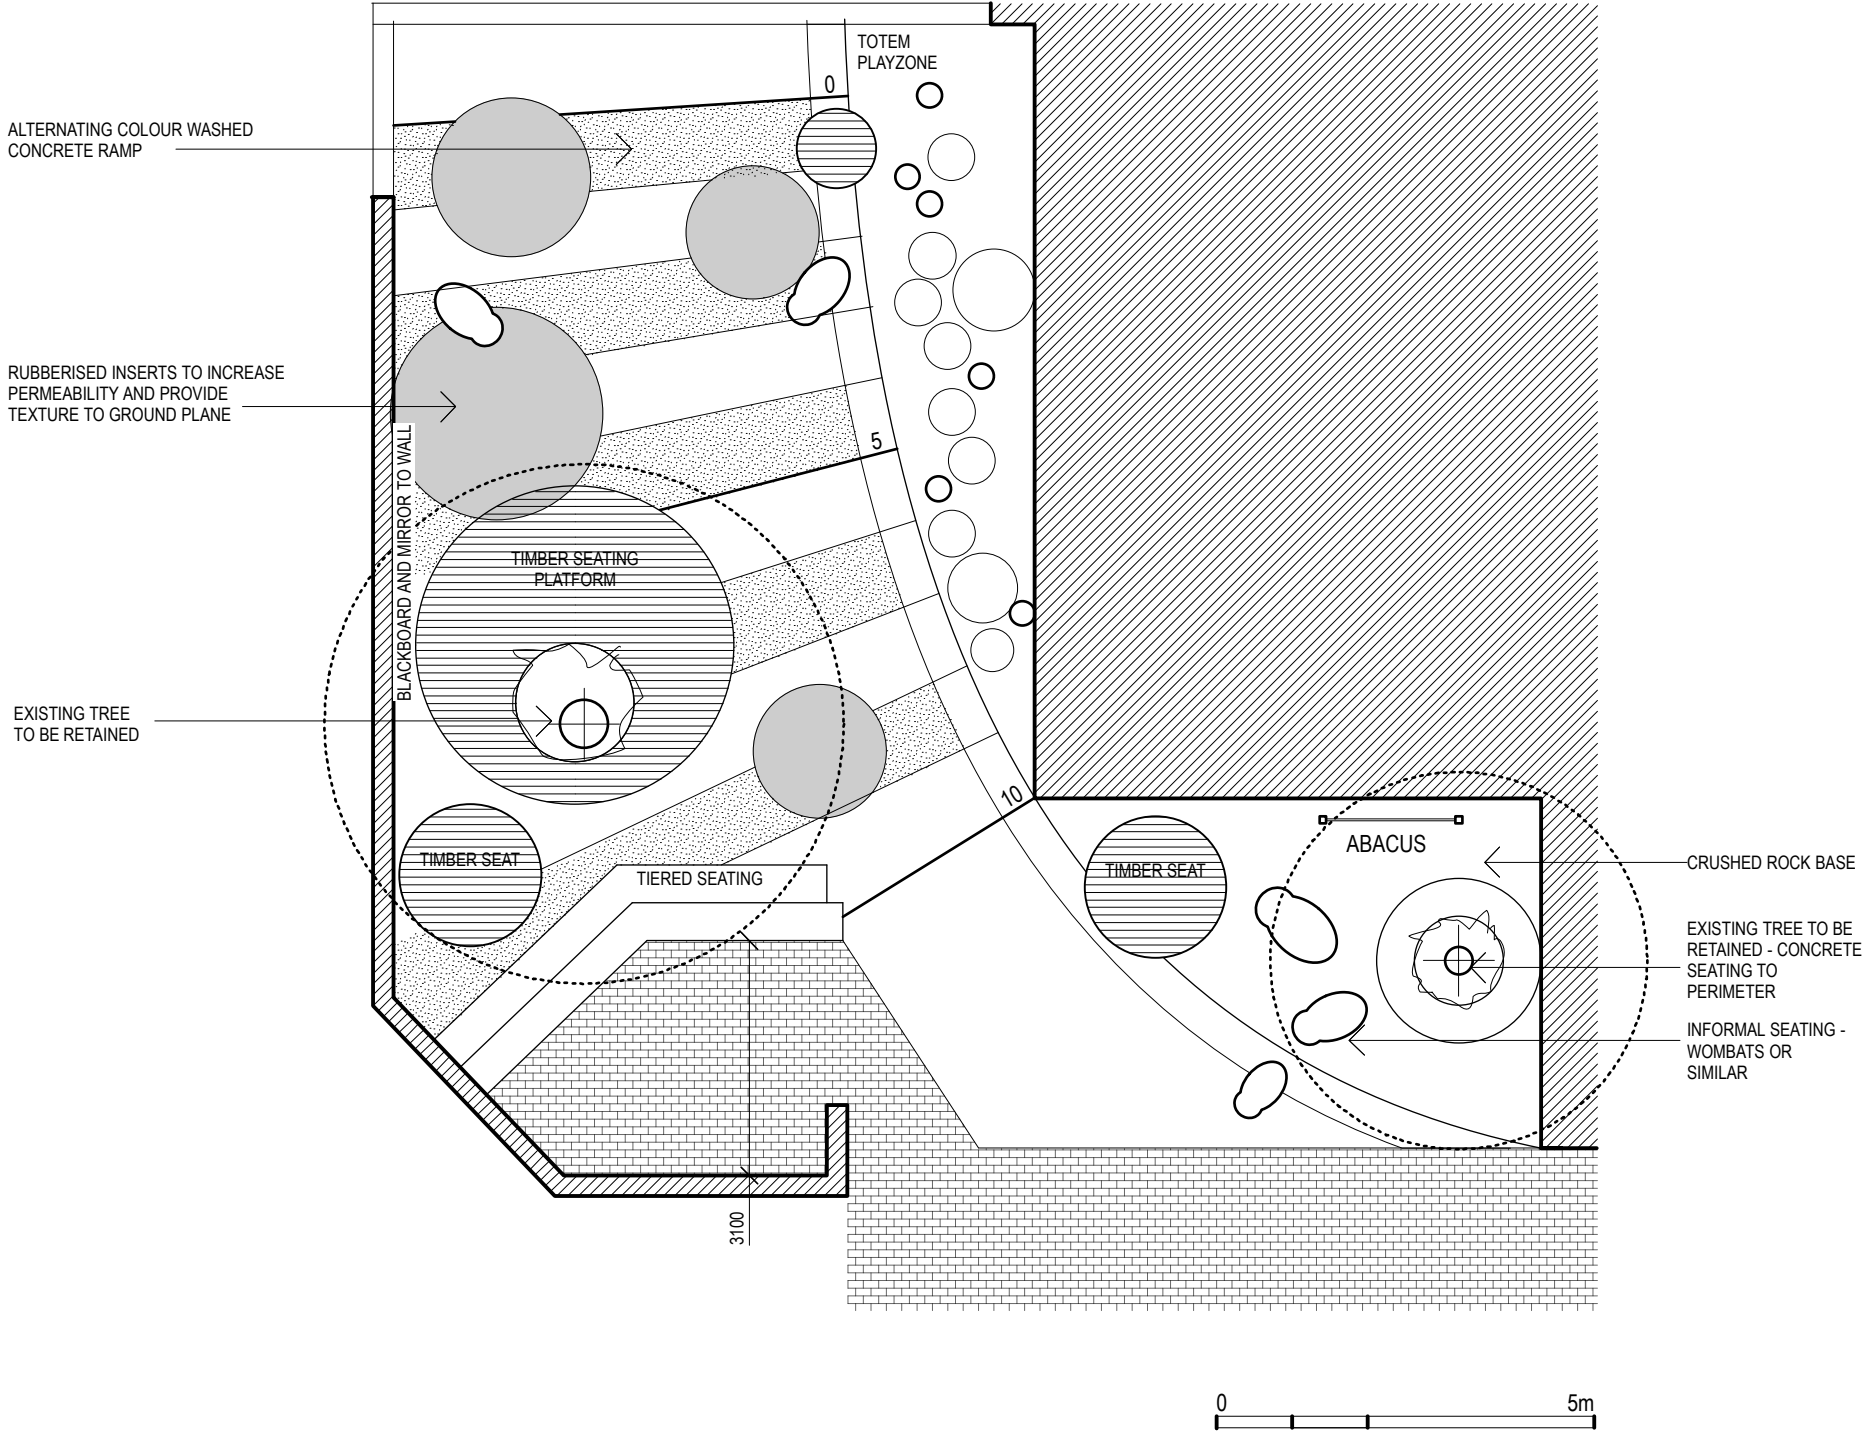 TOTEM
PLAYZONE
0
ALTERNATING COLOUR WASHED
CONCRETE RAMP
RUBBERISED INSERTS TO INCREASE
PERMEABILITY AND PROVIDE
TEXTURE TO GROUND PLANE
BLACKBOARD AND MIRROR TO WALL
5
TIMBER SEATING
PLATFORM
EXISTING TREE
TO BE RETAINED
10
TIMBER SEAT
TIERED SEATING
TIMBER SEAT
ABACUS
CRUSHED ROCK BASE
EXISTING TREE TO BE
RETAINED - CONCRETE
SEATING TO
PERIMETER
INFORMAL SEATING -
WOMBATS OR
SIMILAR
3100
0
5m